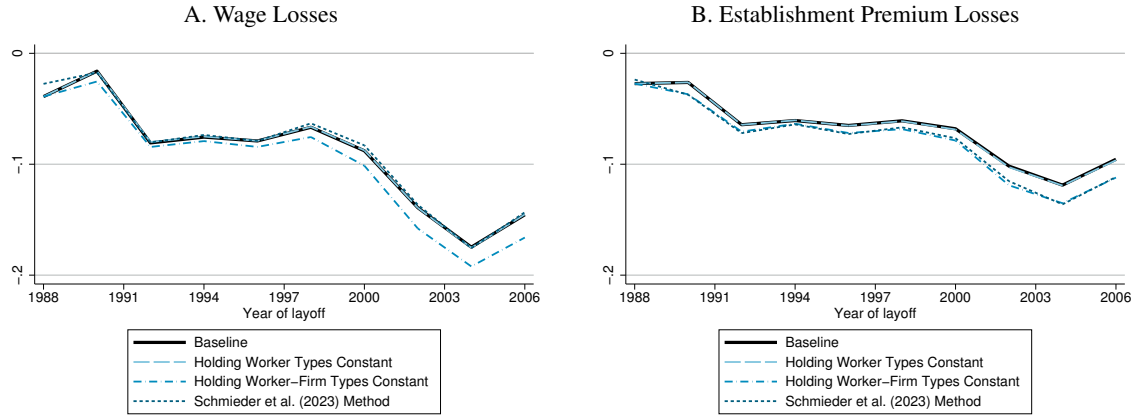 A. Wage Losses
0
-.1
-.2
1988 1991 1994 1997 2000 2003 2006
Year of layoff
Baseline
Holding Worker Types Constant
Holding Worker-Firm Types Constant
Schmieder et al. (2023) Method
B. Establishment Premium Losses
0
-.1
-.2
1988 1991 1994 1997 2000 2003 2006
Year of layoff
Baseline
Holding Worker Types Constant
Holding Worker-Firm Types Constant
Schmieder et al. (2023) Method